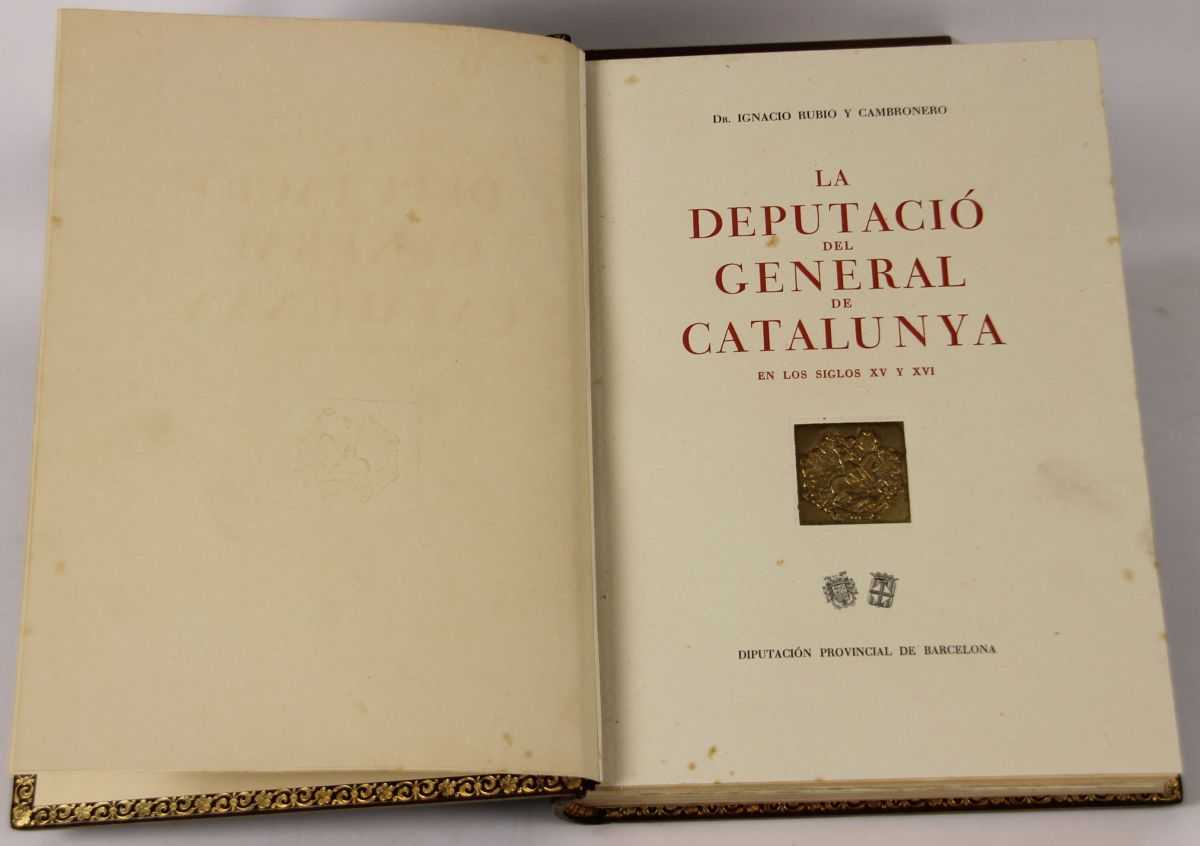 DR. IGNACIO RUBIO Y CAMBRONERO
LA
DEPUTACIÓ
DEL
GENERAL
DE
CATALUNYA
EN LOS SIGLOS XV Y XVI
DIPUTACIÓN PROVINCIAL DE BARCELONA